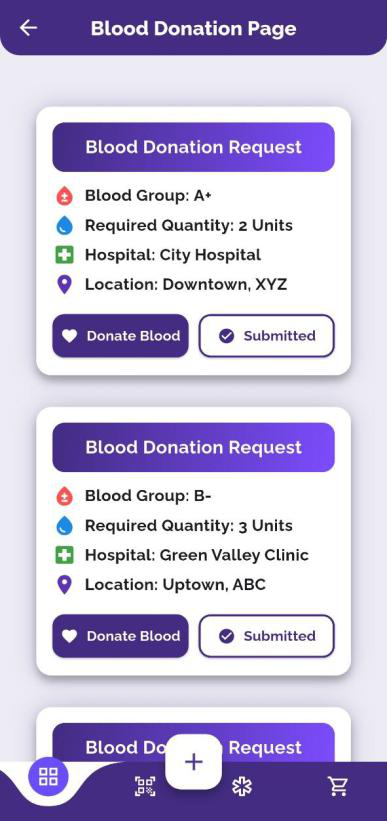 Blood Donation Page
Blood Donation Request
Blood Group: A+
Required Quantity: 2 Units
Hospital: City Hospital
Location: Downtown, XYZ
Donate Blood Submitted
Blood Donation Request
Blood Group: B-
Required Quantity: 3 Units
Hospital: Green Valley Clinic
Location: Uptown, ABC
Donate Blood Submitted
Blood Do Request